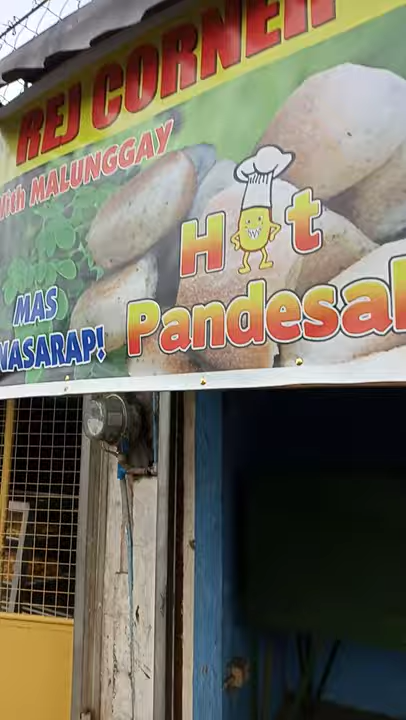 REJ CORNER
With MALUNGGAY
Hot
Pandesal
MAS
MASARAP!